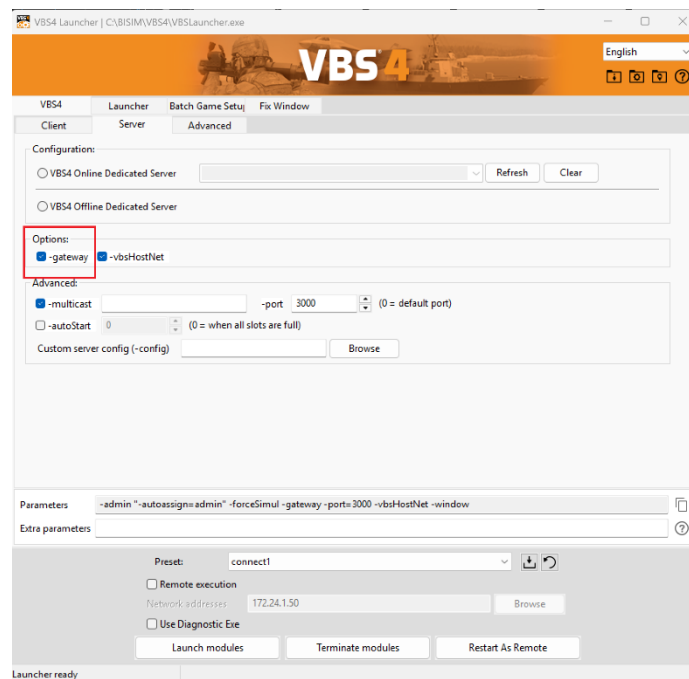 VBS4 Launcher | C:\BISIM\VBS4\VBSLauncher.exe
English
VBS4
VBS4 Launcher Batch Game Setu Fix Window
Client Server Advanced
Configuration:
VBS4 Online Dedicated Server Refresh Clear
VBS4 Offline Dedicated Server
Options:
-gateway -vbsHostNet
Advanced:
-multicast -port 3000 (0 = default port)
-autoStart 0 (0 = when all slots are full)
Custom server config (-config) Browse
Parameters -admin "-autoassign=admin" -forceSimul -gateway -port=3000 -vbsHostNet -window
Extra parameters
Preset: connect1
Remote execution
Network addresses 172.24.1.50 Browse
Use Diagnostic Exe
Launch modules Terminate modules Restart As Remote
Launcher ready